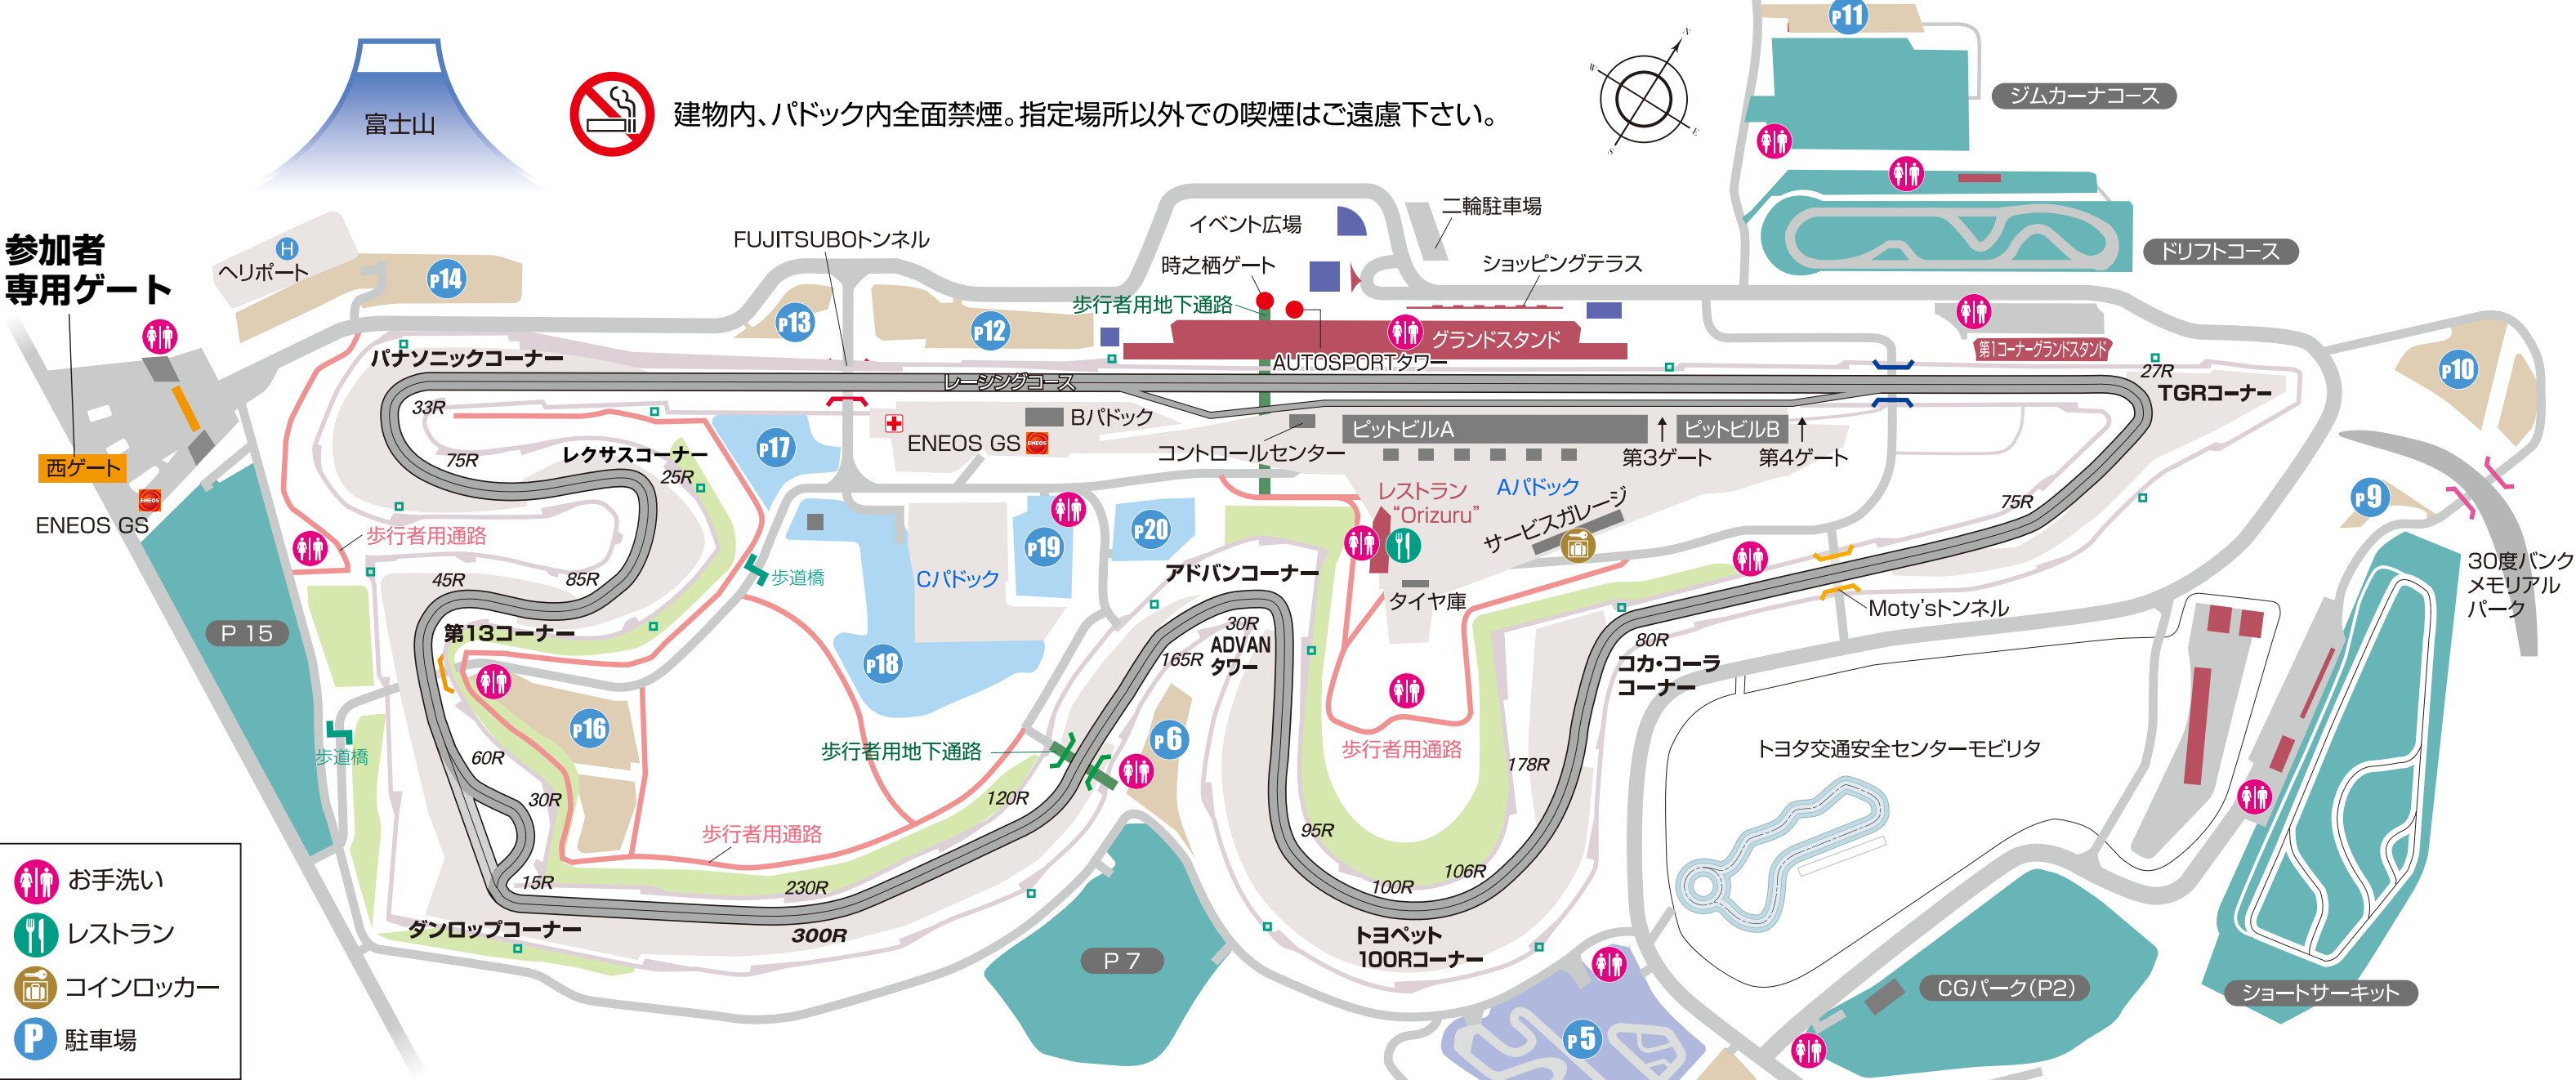 富士山
建物内、パドック内全面禁煙。指定場所以外での喫煙はご遠慮下さい。
N
W
E
S
P11
ジムカーナコース
ドリフトコース
参加者
専用ゲート
H
ヘリポート
P14
FUJITSUBOトンネル
P13
P12
イベント広場
二輪駐車場
時之栖ゲート
ショッピングテラス
歩行者用地下通路
グランドスタンド
AUTOSPORTタワー
第1コーナーグランドスタンド
P10
パナソニックコーナー
レーシングコース
27R
TGRコーナー
33R
Bパドック
ENEOS GS
ENEOS
コントロールセンター
ピットビルA
ピットビルB
第3ゲート
第4ゲート
西ゲート
ENEOS
ENEOS GS
75R
レクサスコーナー
25R
P17
レストラン
“Orizuru”
Aパドック
サービスガレージ
75R
P9
歩行者用通路
P19
P20
Cパドック
歩道橋
アドバンコーナー
タイヤ庫
Moty'sトンネル
30度バンク
メモリアル
パーク
45R
85R
第13コーナー
P 15
P18
30R
ADVAN
タワー
165R
80R
コカ・コーラ
コーナー
P16
歩道橋
60R
30R
歩行者用地下通路
P6
歩行者用通路
178R
トヨタ交通安全センターモビリタ
120R
歩行者用通路
95R
106R
100R
15R
230R
ダンロップコーナー
300R
トヨペット
100Rコーナー
P 7
P5
CGパーク(P2)
ショートサーキット
お手洗い
レストラン
コインロッカー
P
駐車場